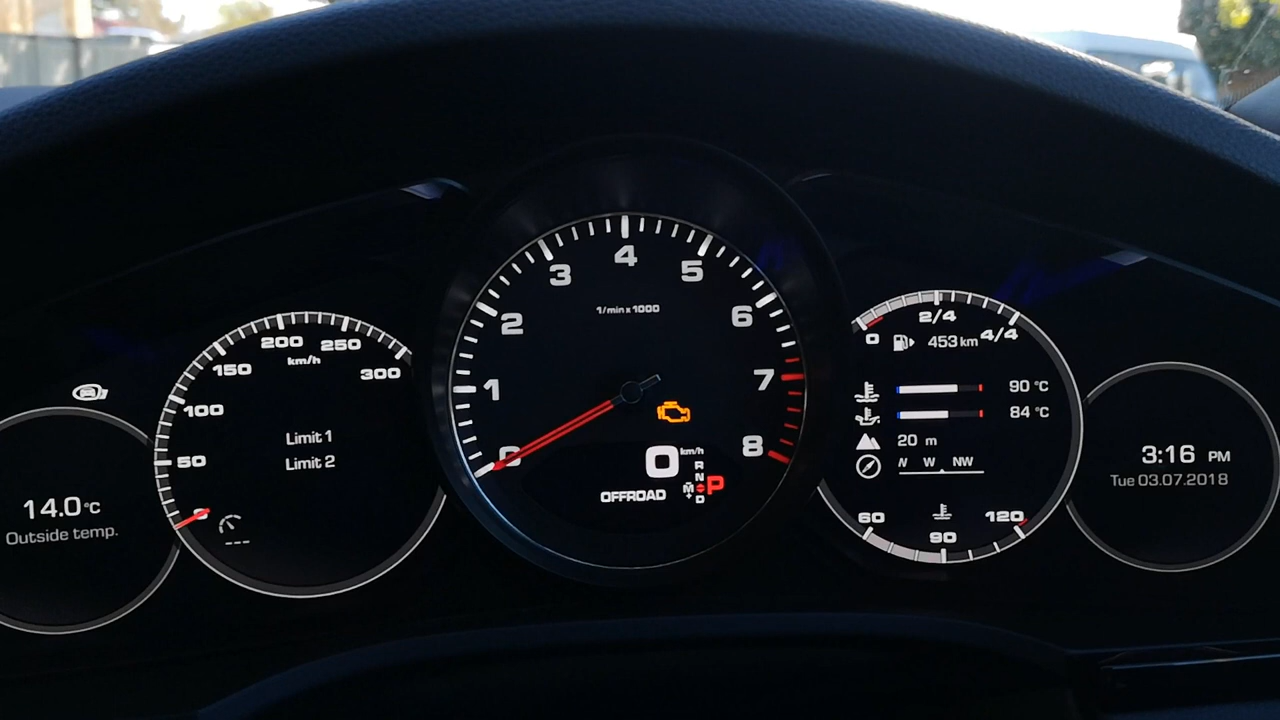 14.0°C
Outside temp.
0
50
100
150
200
250
300
km/h
Limit 1
Limit 2
---
0
1
2
3
4
5
6
7
8
1/min x 1000
0 km/h
OFFROAD
R
N
D
M
P
0
2/4
4/4
453 km
90 °C
84 °C
20 m
N W NW
60
90
120
3:16 PM
Tue 03.07.2018